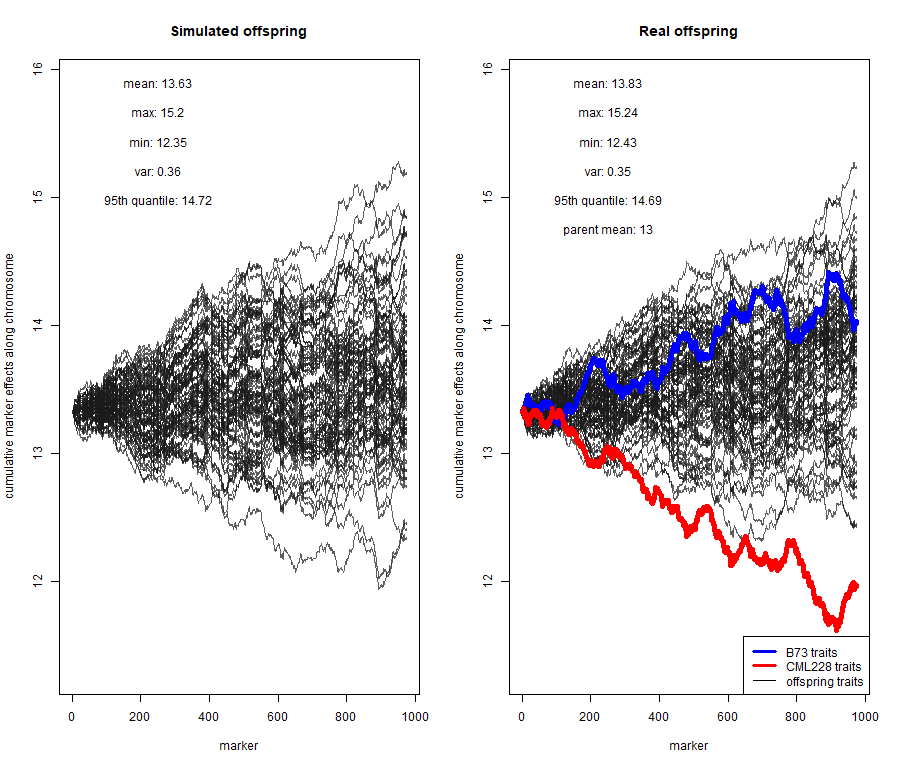 Simulated offspring
mean: 13.63
max: 15.2
min: 12.35
var: 0.36
95th quantile: 14.72
cumulative marker effects along chromosome
12
13
14
15
16
0
200
400
600
800
1000
marker
Real offspring
mean: 13.83
max: 15.24
min: 12.43
var: 0.35
95th quantile: 14.69
parent mean: 13
cumulative marker effects along chromosome
12
13
14
15
16
B73 traits
CML228 traits
offspring traits
0
200
400
600
800
1000
marker